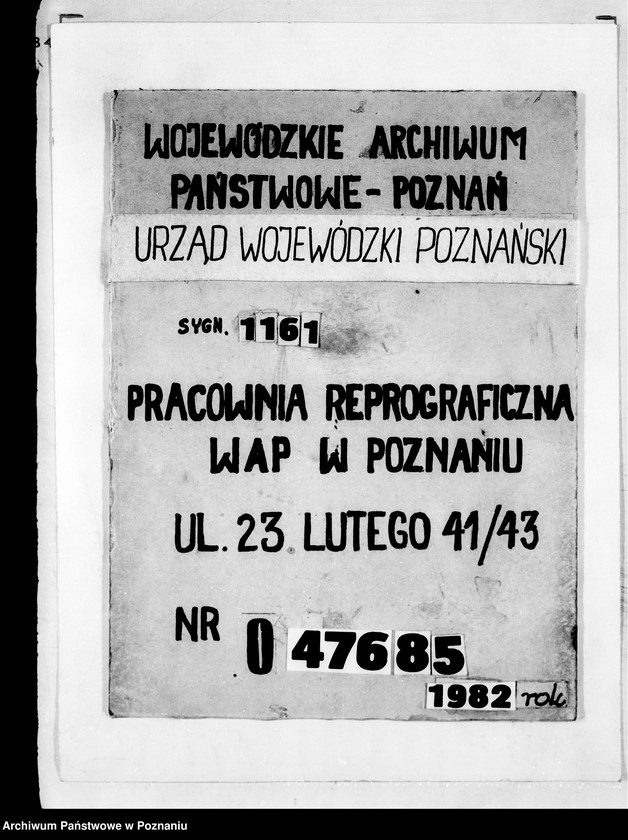 WOJEWÓDZKIE ARCHIWUM
PAŃSTWOWE - POZNAŃ
URZĄD WOJEWÓDZKI POZNAŃSKI
SYGN. 1161
PRACOWNIA REPROGRAFICZNA
WAP W POZNANIU
UL. 23 LUTEGO 41/43
NR 0 47685
1982 rok
Archiwum Państwowe w Poznaniu